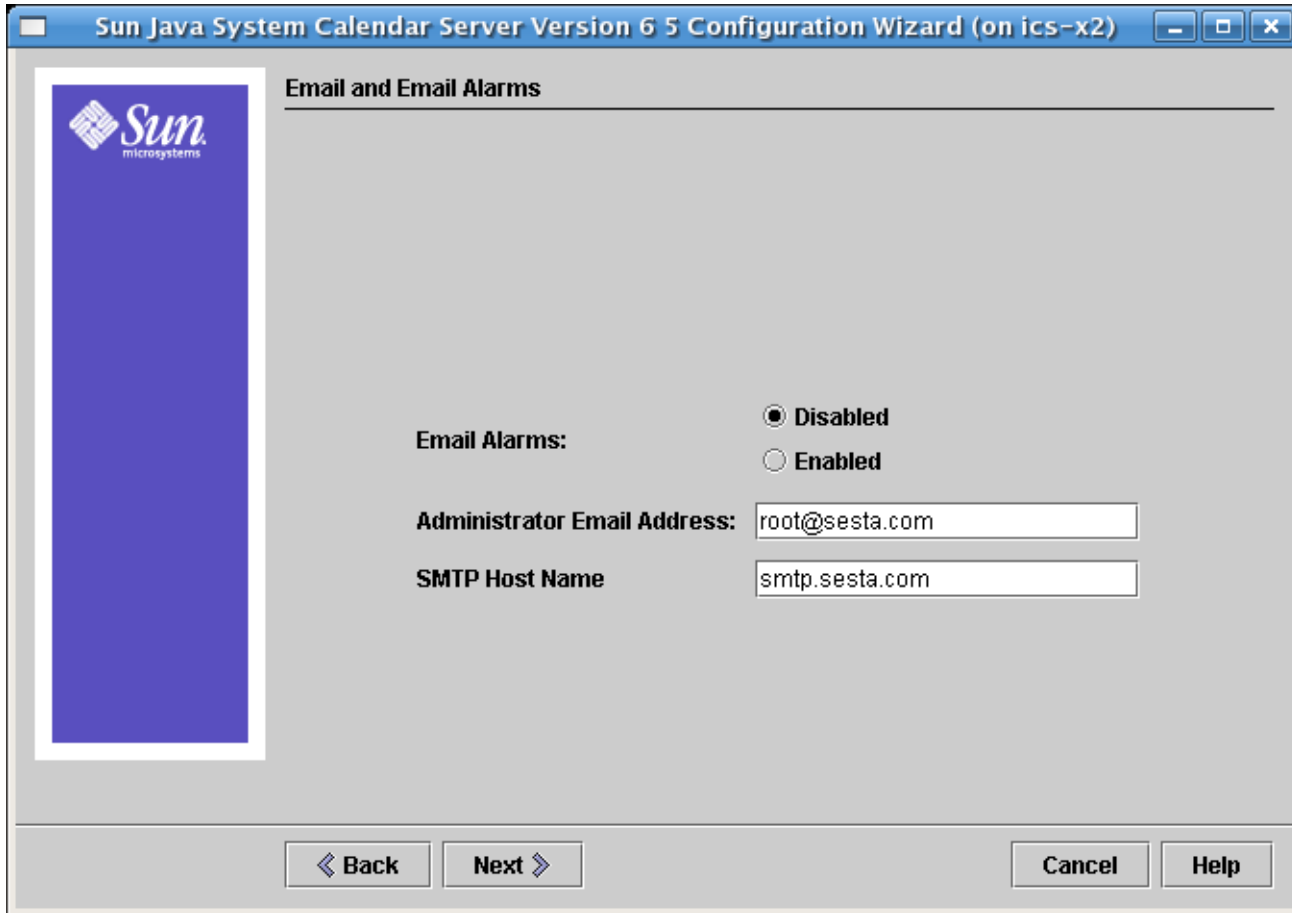 Sun Java System Calendar Server Version 6 5 Configuration Wizard (on ics-x2)
Sun
microsystems
Email and Email Alarms
Email Alarms:
Disabled
Enabled
Administrator Email Address:
root@sesta.com
SMTP Host Name
smtp.sesta.com
Back
Next
Cancel
Help